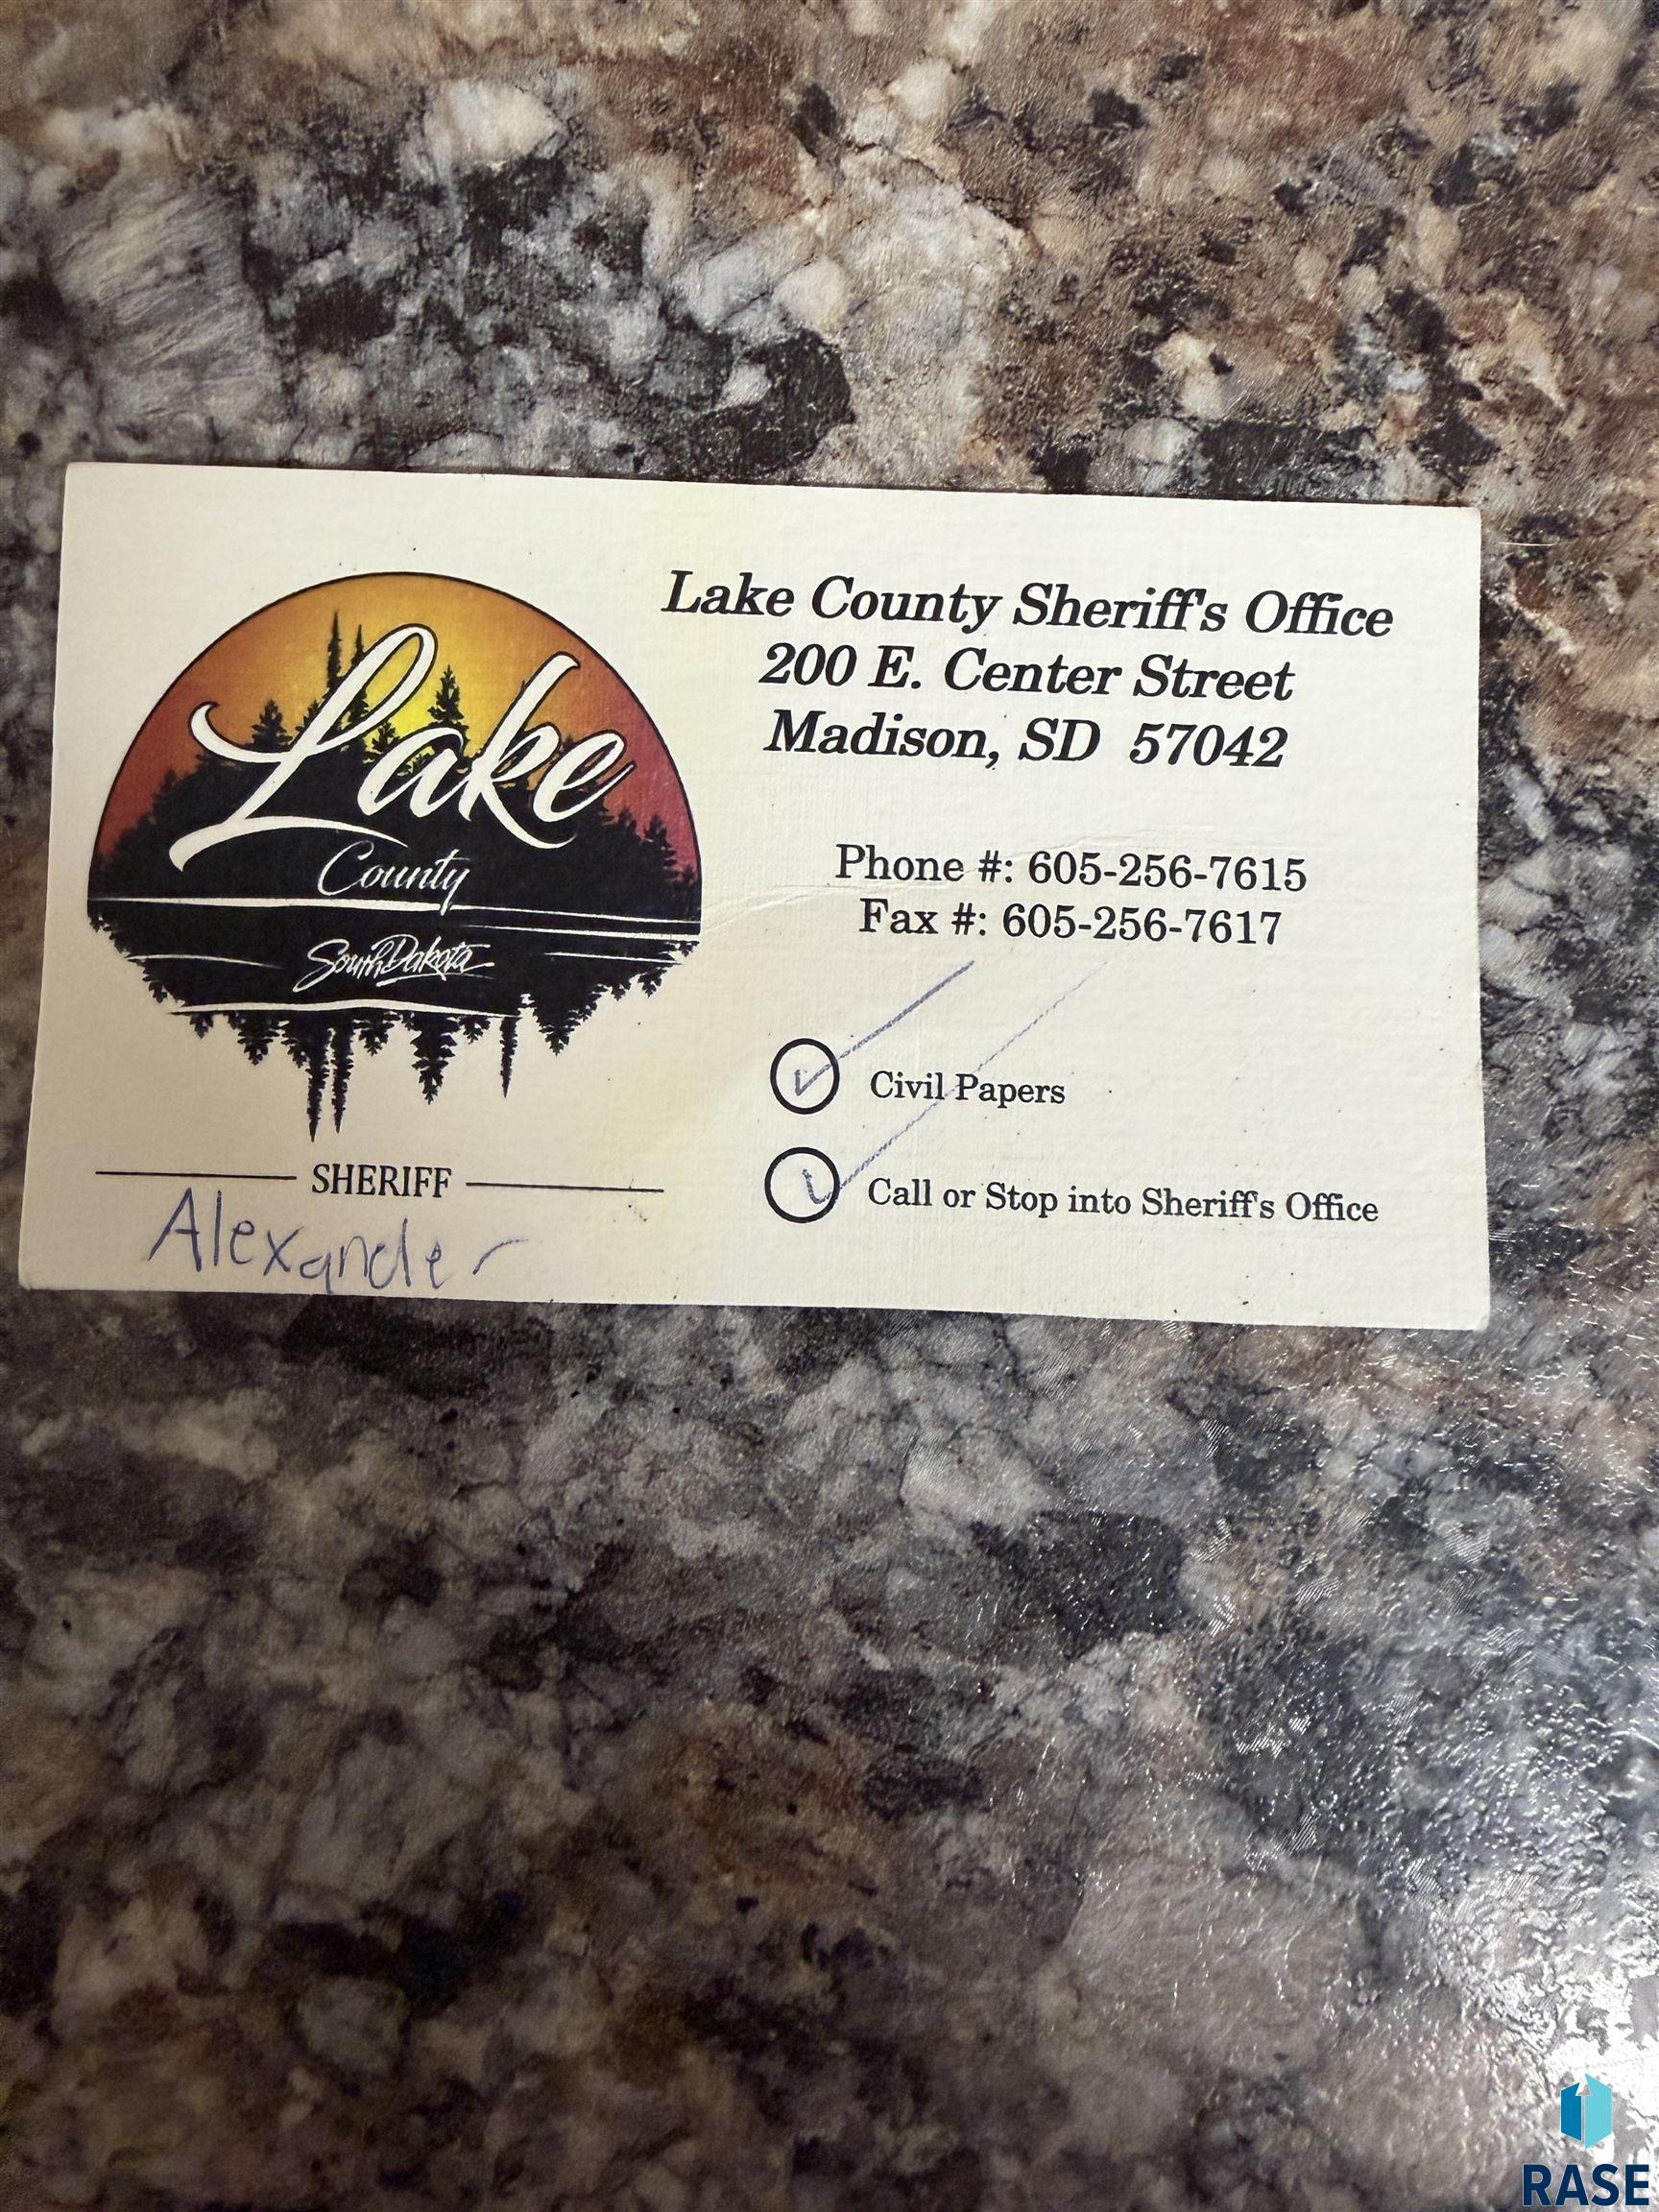 Lake
County
South Dakota
SHERIFF
Alexander
Lake County Sheriff's Office
200 E. Center Street
Madison, SD 57042
Phone #: 605-256-7615
Fax #: 605-256-7617
Civil Papers
Call or Stop into Sheriff's Office
RASE